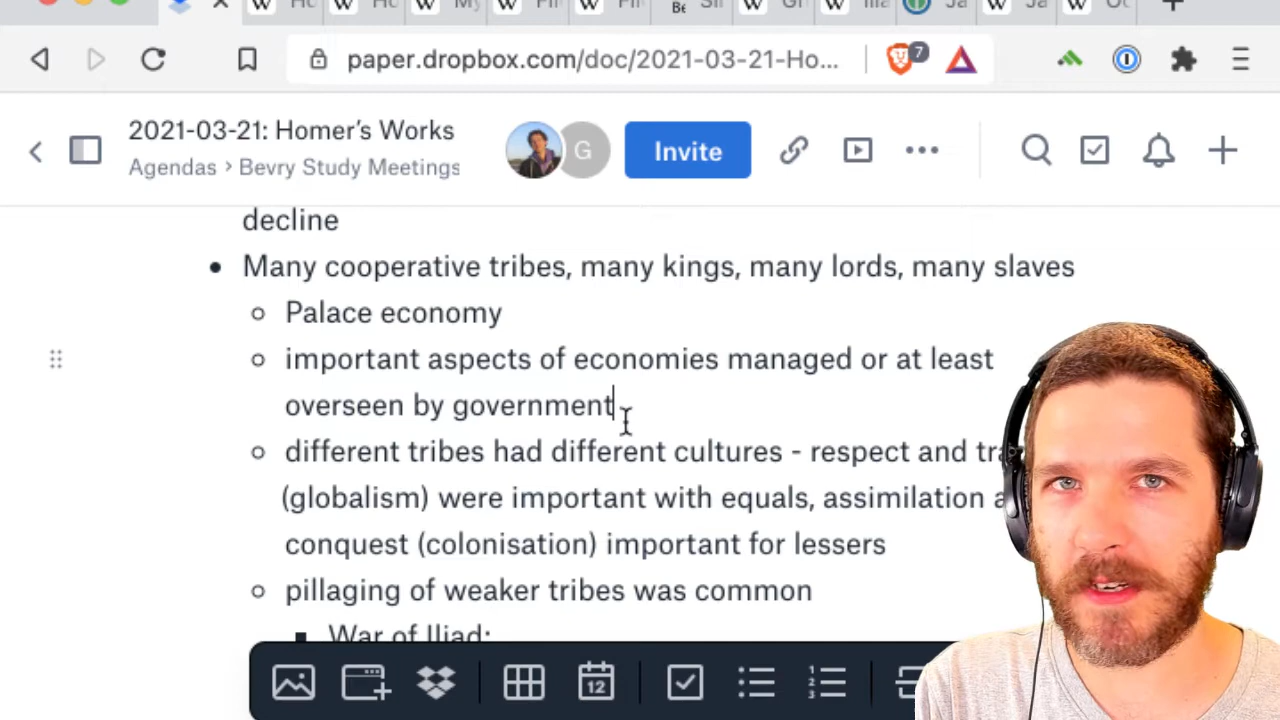 paper.dropbox.com/doc/2021-03-21-Ho...
7
2021-03-21: Homer's Works
Agendas > Bevry Study Meetings
G
Invite
decline
Many cooperative tribes, many kings, many lords, many slaves
Palace economy
important aspects of economies managed or at least
overseen by government
different tribes had different cultures - respect and
(globalism) were important with equals, assimilation
conquest (colonisation) important for lessers
pillaging of weaker tribes was common
War of Iliad:
12